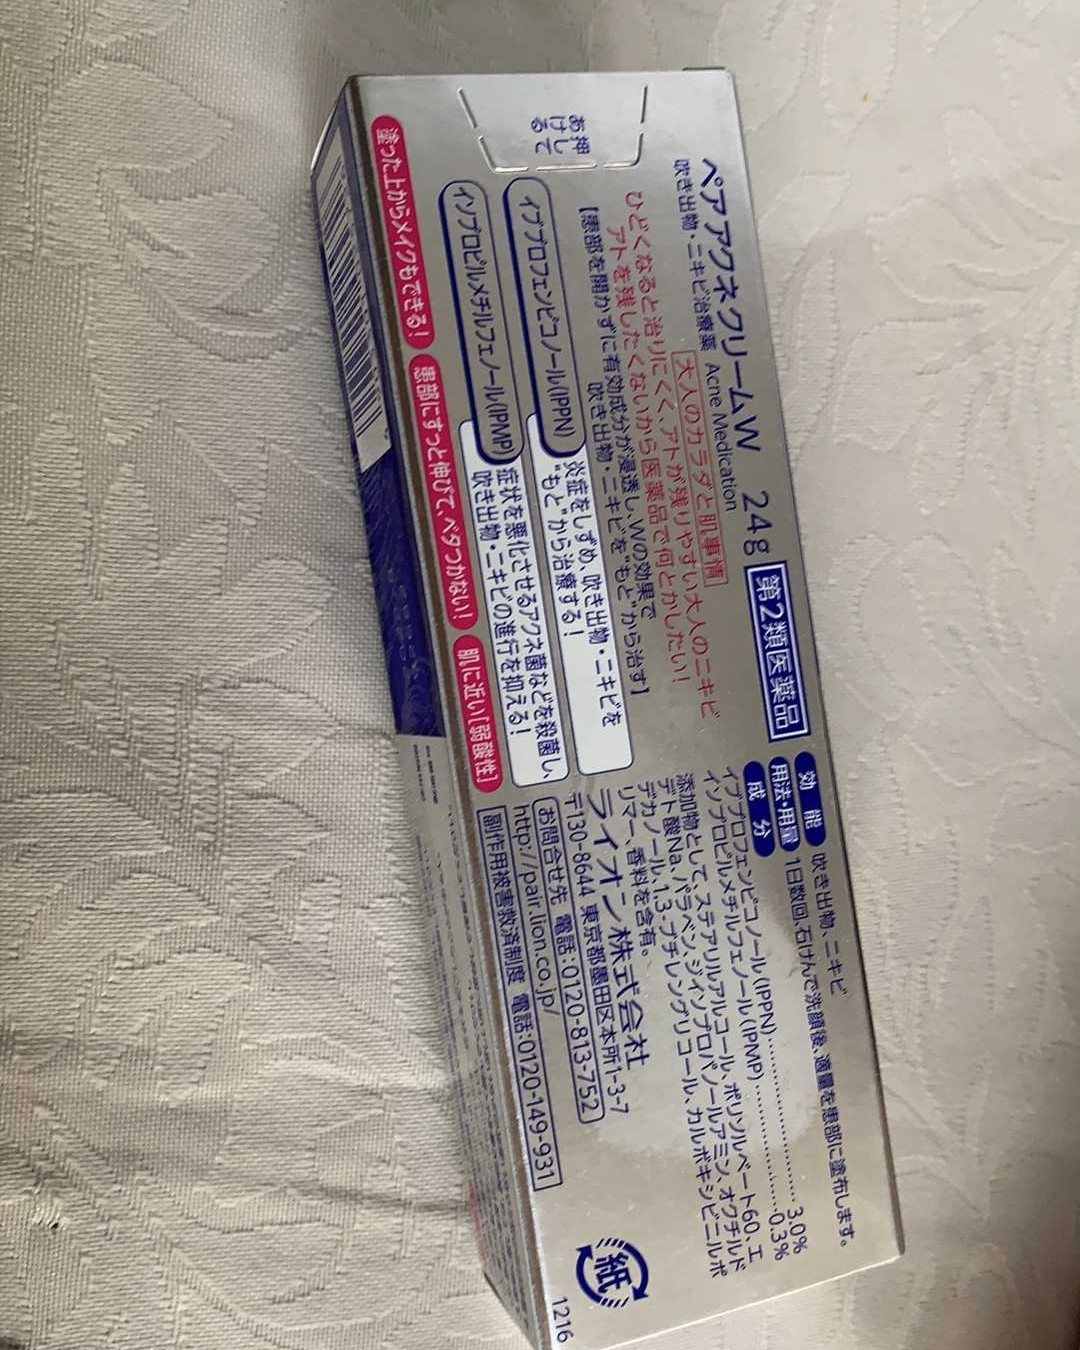 お押
けし
るて
ペアアクネクリームW 24g 第2類医薬品
吹き出物・ニキビ治療薬 Acne Medication
大人のカラダと肌事情
ひどくなると治りにくく、アトが残りやすい大人のニキビ
アトを残したくないから医薬品で何とかしたい!
【患部を開かずに有効成分が浸透し、Wの効果で
吹き出物・ニキビを"もと"から治す】
イブプロフェンピコノール(IPPN)
炎症をしずめ、吹き出物・ニキビを
"もと"から治療する!
イソプロピルメチルフェノール(IPMP)
症状を悪化させるアクネ菌などを殺菌し、
吹き出物・ニキビの進行を抑える!
塗った上からメイクもできる!
患部にすっと伸びて、ベタつかない!
肌に近い[弱酸性]
効能 吹き出物、ニキビ
用法・用量 1日数回、石けんで洗顔後、適量を患部に塗布します。
成分
イブプロフェンピコノール(IPPN)……………3.0%
イソプロピルメチルフェノール(IPMP)…………0.3%
添加物として、ステアリルアルコール、ポリソルベート60、エ
デト酸Na、パラベン、ジイソプロパノールアミン、オクチルド
デカノール、1,3-ブチレングリコール、カルボキシビニルポ
リマー、香料を含有。
ライオン株式会社
〒130-8644 東京都墨田区本所1-3-7
お問合せ先 電話:0120-813-752
http://pair.lion.co.jp/
副作用被害救済制度 電話:0120-149-931
紙
1216